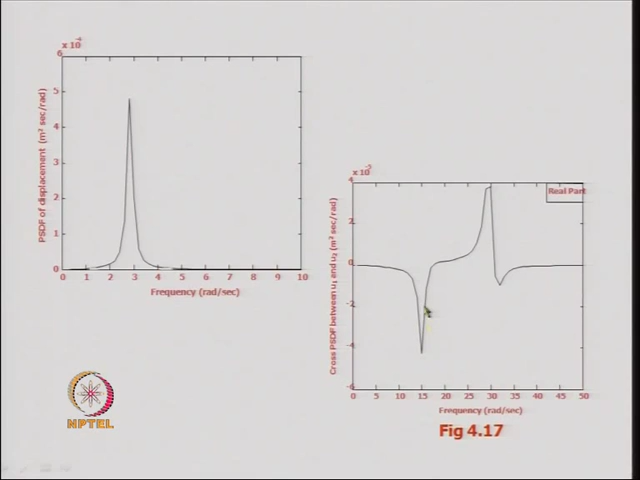 x 10⁻⁴
6
5
4
3
2
1
0
0 1 2 3 4 5 6 7 8 9 10
PSDF of displacement (m² sec/rad)
Frequency (rad/sec)
x 10⁻⁵
4
2
0
-2
-4
-6
0 5 10 15 20 25 30 35 40 45 50
Real Part
Cross PSDF between u₁ and u₂ (m² sec/rad)
Frequency (rad/sec)
Fig 4.17
NPTEL